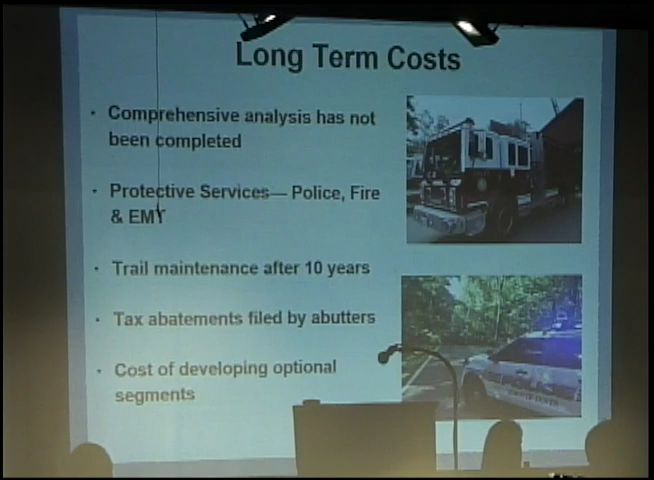 Long Term Costs
• Comprehensive analysis has not
been completed
• Protective Services— Police, Fire
& EMT
• Trail maintenance after 10 years
• Tax abatements filed by abutters
• Cost of developing optional
segments